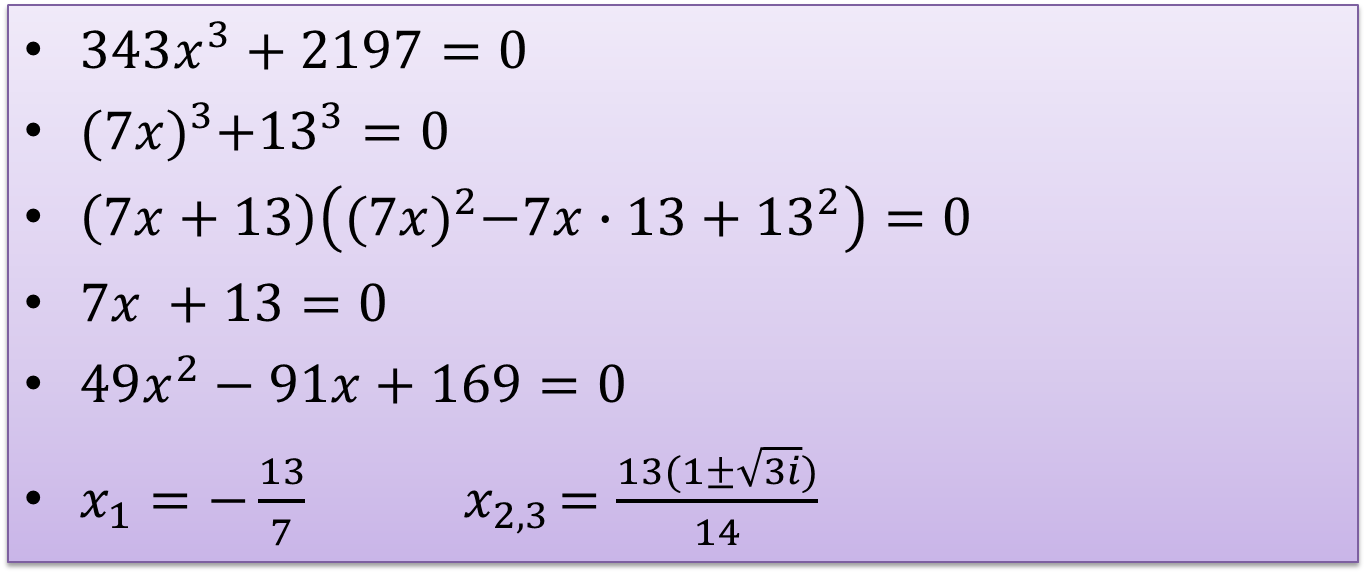 • 343x³ + 2197 = 0
• (7x)³+13³ = 0
• (7x + 13)((7x)²−7x · 13 + 13²) = 0
• 7x + 13 = 0
• 49x² − 91x + 169 = 0
• x₁ = −13/7 x₂,₃ = 13(1±√(3i))/14